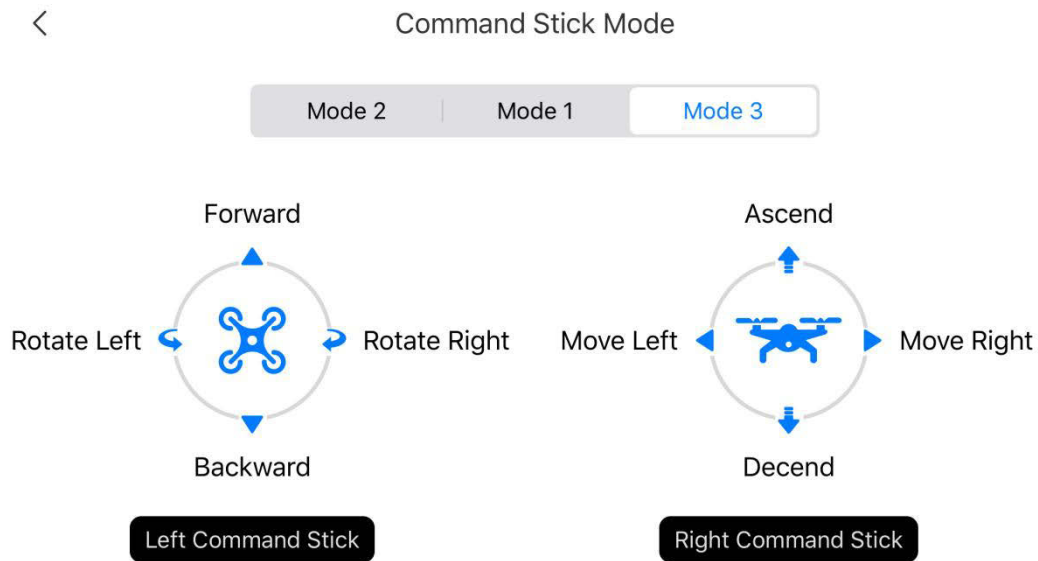 Command Stick Mode
Mode 2 Mode 1 Mode 3
Forward
Rotate Left
Rotate Right
Backward
Left Command Stick
Ascend
Move Left
Move Right
Decend
Right Command Stick